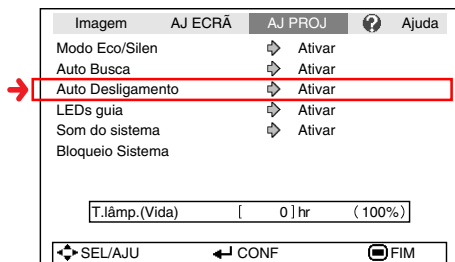 Imagem AJ ECRÃ AJ PROJ ? Ajuda
Modo Eco/Silen Ativar
Auto Busca Ativar
Auto Desligamento Ativar
LEDs guia Ativar
Som do sistema Ativar
Bloqueio Sistema
T.lâmp.(Vida) [ 0 ] hr ( 100% )
SEL/AJU CONF FIM